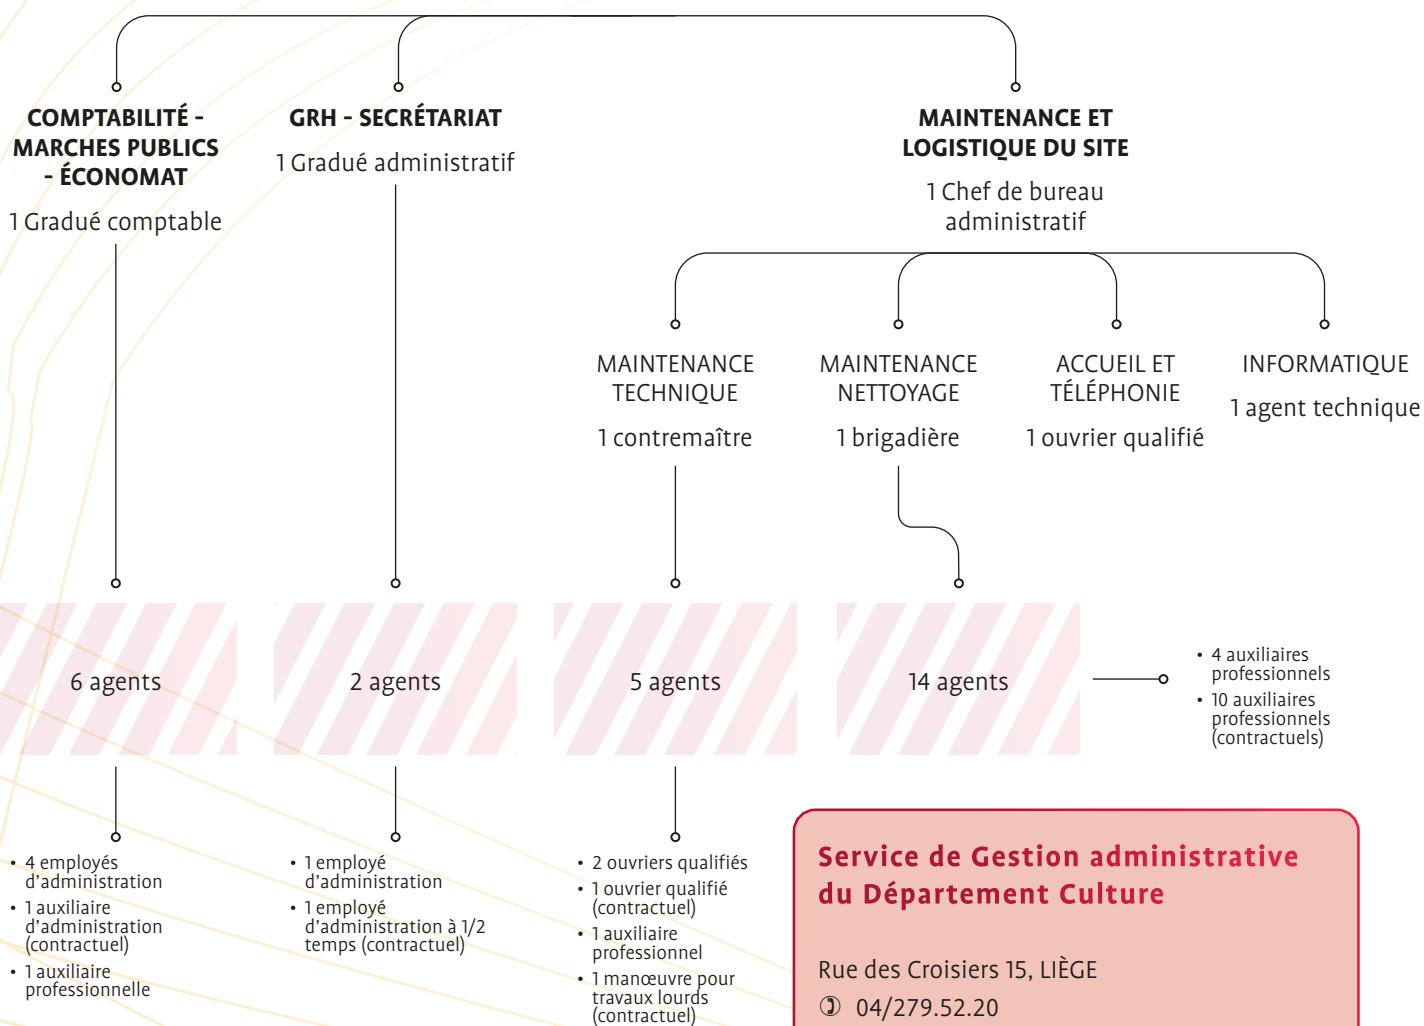 COMPTABILITÉ -
MARCHES PUBLICS
- ÉCONOMAT
1 Gradué comptable
GRH - SECRÉTARIAT
1 Gradué administratif
MAINTENANCE ET
LOGISTIQUE DU SITE
1 Chef de bureau
administratif
MAINTENANCE
TECHNIQUE
1 contremaître
MAINTENANCE
NETTOYAGE
1 brigadière
ACCUEIL ET
TÉLÉPHONIE
1 ouvrier qualifié
INFORMATIQUE
1 agent technique
6 agents
2 agents
5 agents
14 agents
• 4 auxiliaires
professionnels
• 10 auxiliaires
professionnels
(contractuels)
• 4 employés
d'administration
• 1 auxiliaire
d'administration
(contractuel)
• 1 auxiliaire
professionnelle
• 1 employé
d'administration
• 1 employé
d'administration à 1/2
temps (contractuel)
• 2 ouvriers qualifiés
• 1 ouvrier qualifié
(contractuel)
• 1 auxiliaire
professionnel
• 1 manœuvre pour
travaux lourds
(contractuel)
Service de Gestion administrative
du Département Culture
Rue des Croisiers 15, LIÈGE
✆ 04/279.52.20